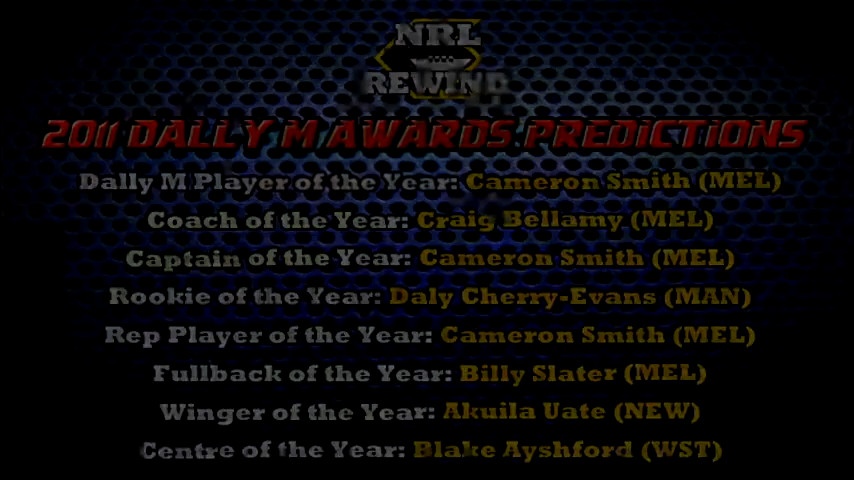 NRL
REWIND
2011 DALLY M AWARDS PREDICTIONS
Dally M Player of the Year: Cameron Smith (MEL)
Coach of the Year: Craig Bellamy (MEL)
Captain of the Year: Cameron Smith (MEL)
Rookie of the Year: Daly Cherry-Evans (MAN)
Rep Player of the Year: Cameron Smith (MEL)
Fullback of the Year: Billy Slater (MEL)
Winger of the Year: Akuila Uate (NEW)
Centre of the Year: Blake Ayshford (WST)